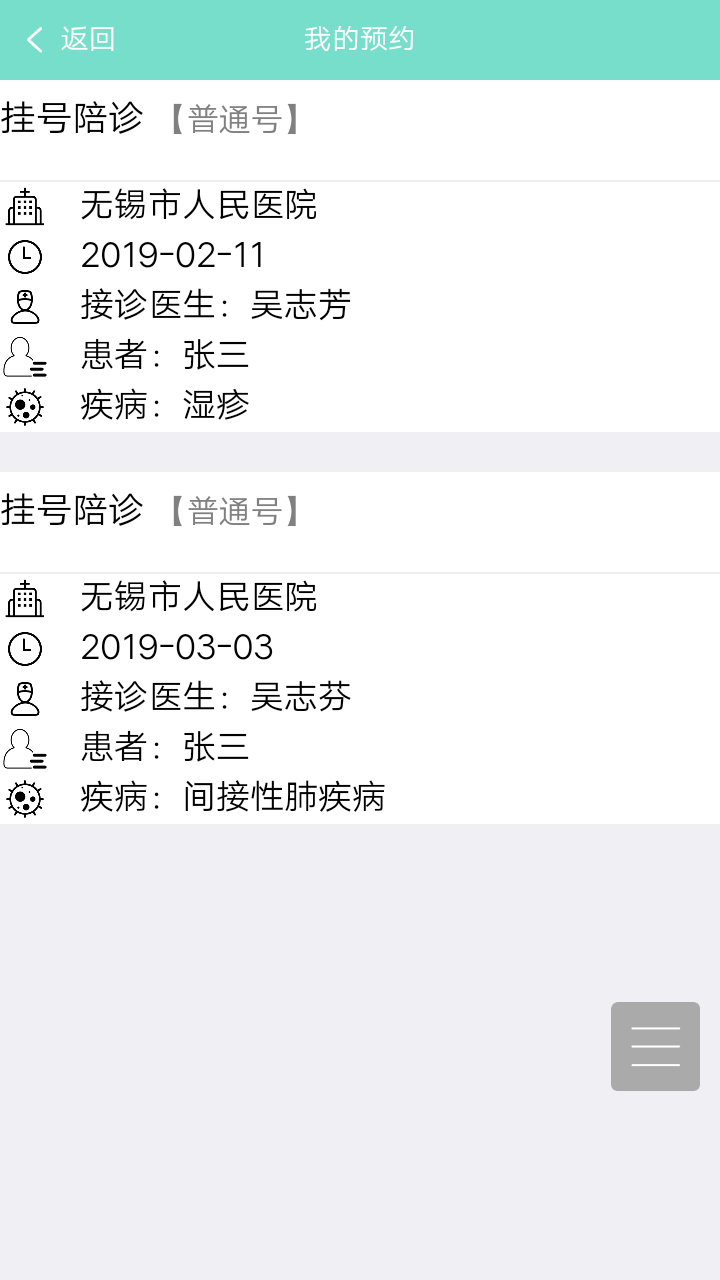 返回
我的预约
挂号陪诊 【普通号】
无锡市人民医院
2019-02-11
接诊医生：吴志芳
患者：张三
疾病：湿疹
挂号陪诊 【普通号】
无锡市人民医院
2019-03-03
接诊医生：吴志芬
患者：张三
疾病：间接性肺疾病